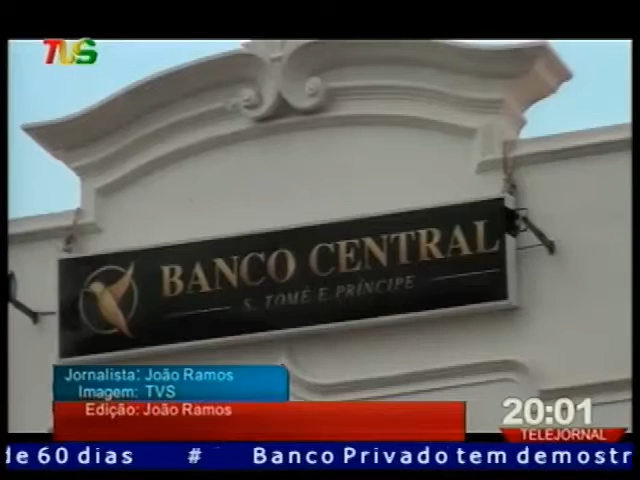 TVS
BANCO CENTRAL
S. TOMÉ E PRÍNCIPE
Jornalista: João Ramos
Imagem: TVS
Edição: João Ramos
20:01
TELEJORNAL
de 60 dias # Banco Privado tem demostr